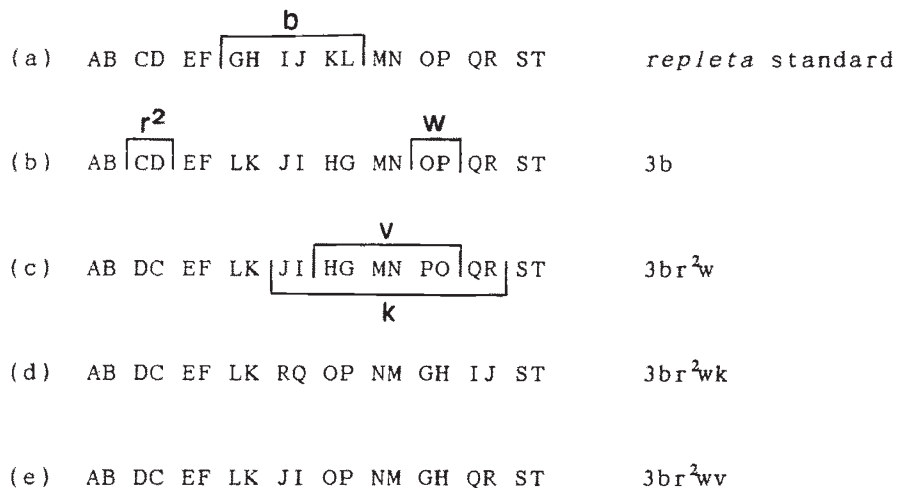 b
(a) AB CD EF GH IJ KL MN OP QR ST repleta standard
r² w
(b) AB CD EF LK JI HG MN OP QR ST 3b
v
(c) AB DC EF LK JI HG MN PO QR ST 3br²w
k
(d) AB DC EF LK RQ OP NM GH IJ ST 3br²wk
(e) AB DC EF LK JI OP NM GH QR ST 3br²wv